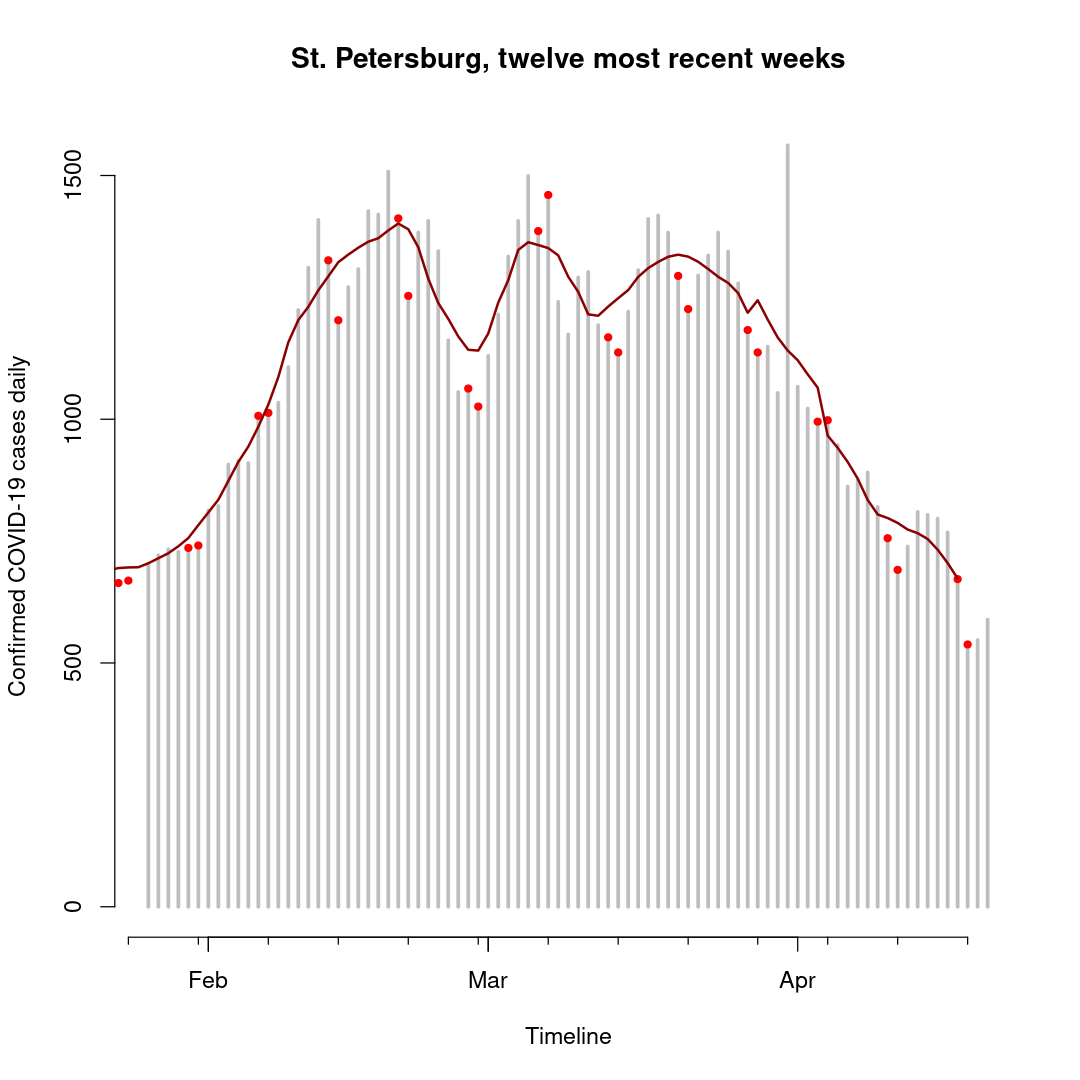 St. Petersburg, twelve most recent weeks
Confirmed COVID-19 cases daily
1500
1000
500
0
Feb Mar Apr
Timeline